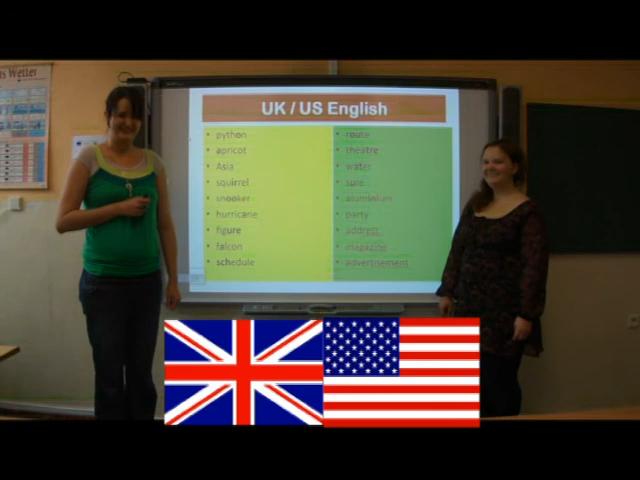 ts Wetter
UK / US English
python
apricot
Asia
squirrel
snooker
hurricane
figure
falcon
schedule
route
theatre
water
sure
aluminium
party
address
magazine
advertisement